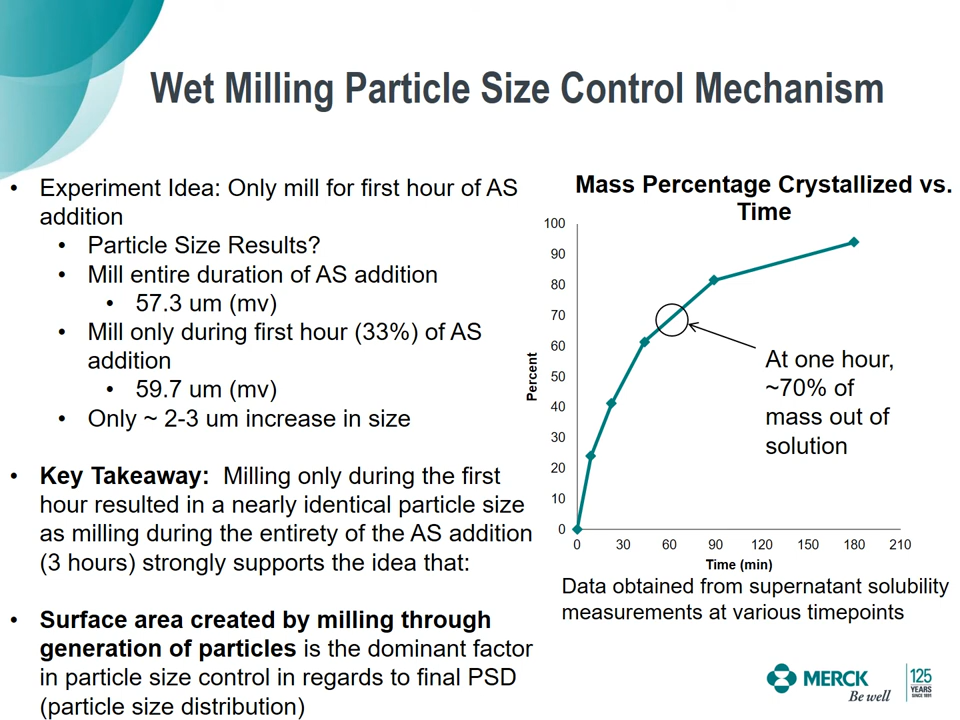 Wet Milling Particle Size Control Mechanism
• Experiment Idea: Only mill for first hour of AS
addition
• Particle Size Results?
• Mill entire duration of AS addition
• 57.3 um (mv)
• Mill only during first hour (33%) of AS
addition
• 59.7 um (mv)
• Only ~ 2-3 um increase in size
• Key Takeaway: Milling only during the first
hour resulted in a nearly identical particle size
as milling during the entirety of the AS addition
(3 hours) strongly supports the idea that:
• Surface area created by milling through
generation of particles is the dominant factor
in particle size control in regards to final PSD
(particle size distribution)
Mass Percentage Crystallized vs.
Time
100
90
80
70
60
50
40
30
20
10
0
Percent
0 30 60 90 120 150 180 210
Time (min)
At one hour,
~70% of
mass out of
solution
Data obtained from supernatant solubility
measurements at various timepoints
MERCK
Be well
125
YEARS
SINCE 1891